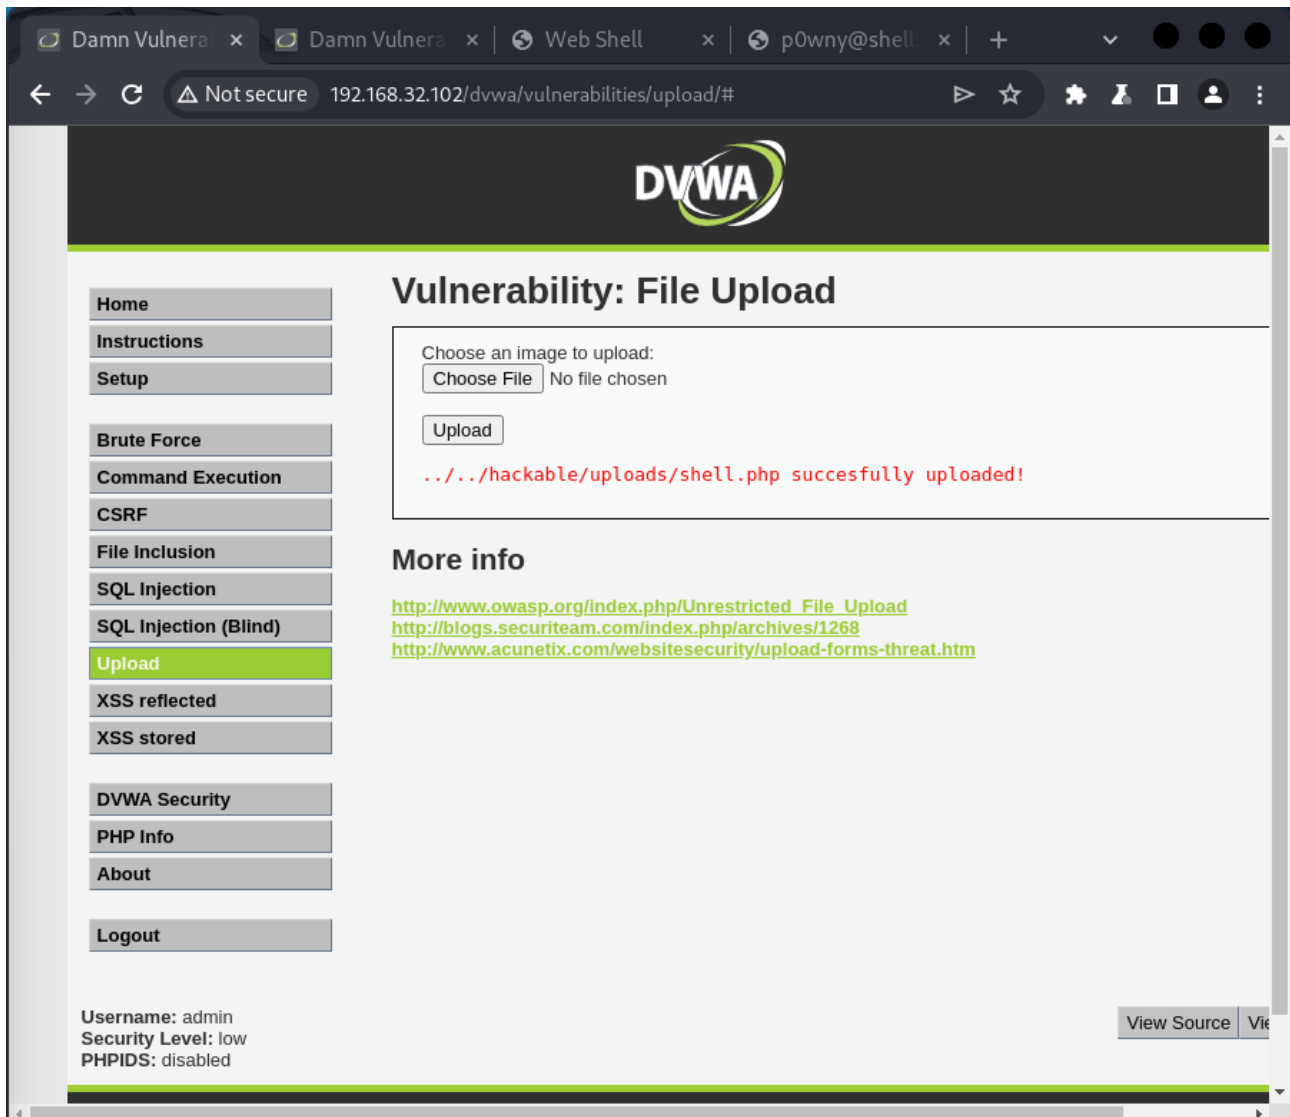 Damn Vulnera
Damn Vulnera
Web Shell
p0wny@shell:
Not secure
192.168.32.102/dvwa/vulnerabilities/upload/#
DVWA
Home
Instructions
Setup
Brute Force
Command Execution
CSRF
File Inclusion
SQL Injection
SQL Injection (Blind)
Upload
XSS reflected
XSS stored
DVWA Security
PHP Info
About
Logout
Vulnerability: File Upload
Choose an image to upload:
Choose File No file chosen
Upload
../../hackable/uploads/shell.php succesfully uploaded!
More info
http://www.owasp.org/index.php/Unrestricted_File_Upload
http://blogs.securiteam.com/index.php/archives/1268
http://www.acunetix.com/websitesecurity/upload-forms-threat.htm
Username: admin
Security Level: low
PHPIDS: disabled
View Source
Vie